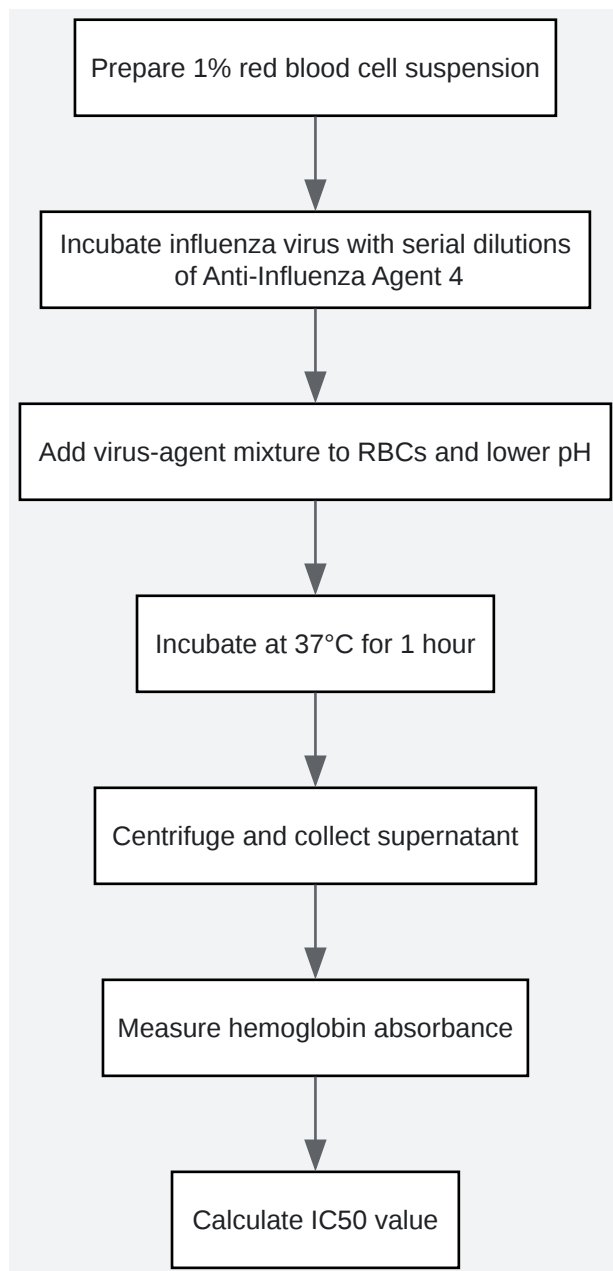 Prepare 1% red blood cell suspension
Incubate influenza virus with serial dilutions
of Anti-Influenza Agent 4
Add virus-agent mixture to RBCs and lower pH
Incubate at 37°C for 1 hour
Centrifuge and collect supernatant
Measure hemoglobin absorbance
Calculate IC50 value